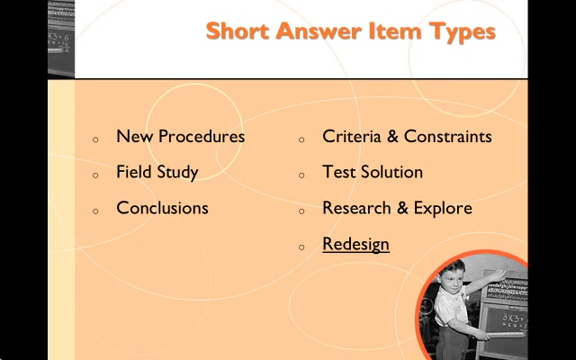 Short Answer Item Types
New Procedures
Field Study
Conclusions
Criteria & Constraints
Test Solution
Research & Explore
Redesign